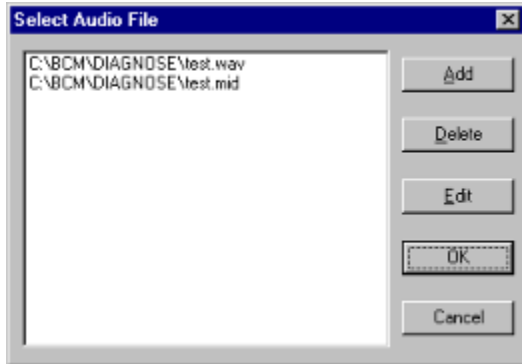 Select Audio File
C:\BCM\DIAGNOSE\test.wav
C:\BCM\DIAGNOSE\test.mid
Add
Delete
Edit
OK
Cancel